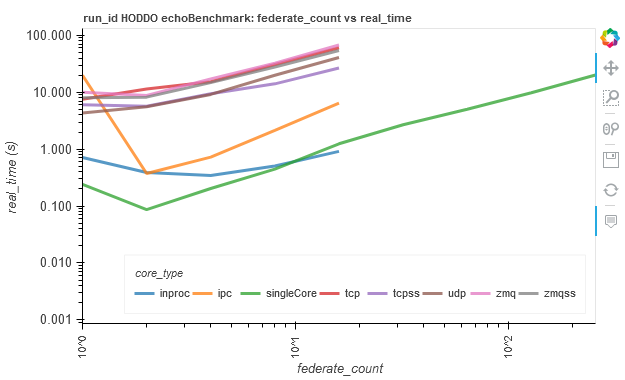 run_id HODDO echoBenchmark: federate_count vs real_time
100.000
10.000
1.000
0.100
0.010
0.001
real_time (s)
core_type
inproc ipc singleCore tcp tcpss udp zmq zmqss
10^0 10^1 10^2
federate_count